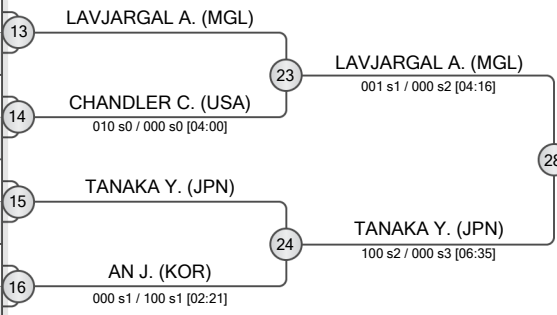 LAVJARGAL A. (MGL)
13
23
LAVJARGAL A. (MGL)
001 s1 / 000 s2 [04:16]
CHANDLER C. (USA)
14
010 s0 / 000 s0 [04:00]
28
TANAKA Y. (JPN)
15
24
TANAKA Y. (JPN)
100 s2 / 000 s3 [06:35]
AN J. (KOR)
16
000 s1 / 100 s1 [02:21]